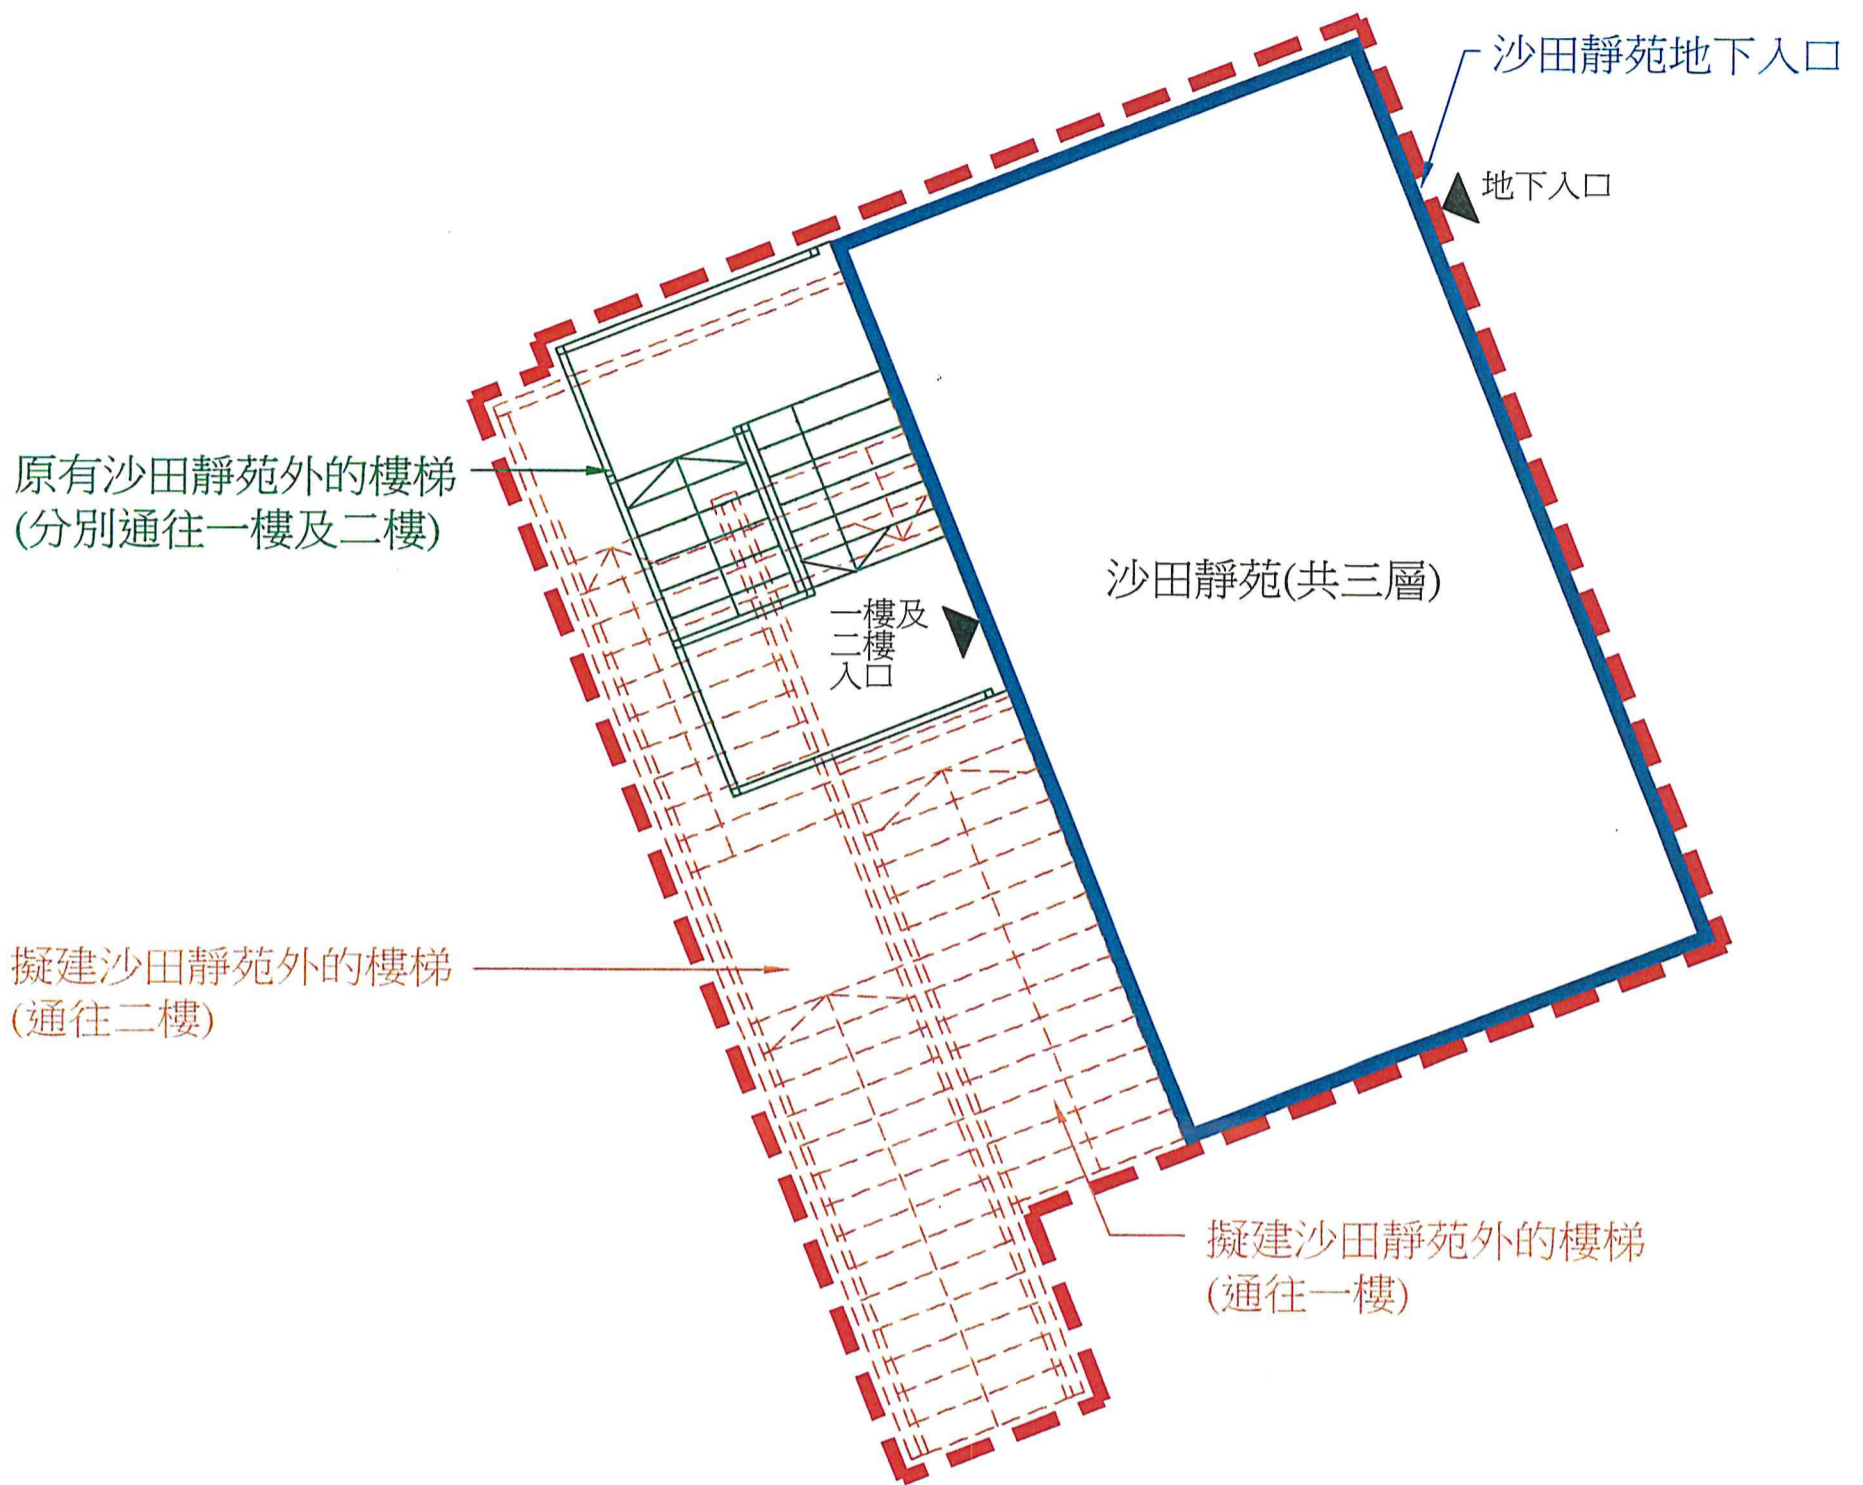 沙田靜苑地下入口
地下入口
原有沙田靜苑外的樓梯
(分別通往一樓及二樓)
沙田靜苑(共三層)
一樓及
二樓
入口
擬建沙田靜苑外的樓梯
(通往二樓)
擬建沙田靜苑外的樓梯
(通往一樓)